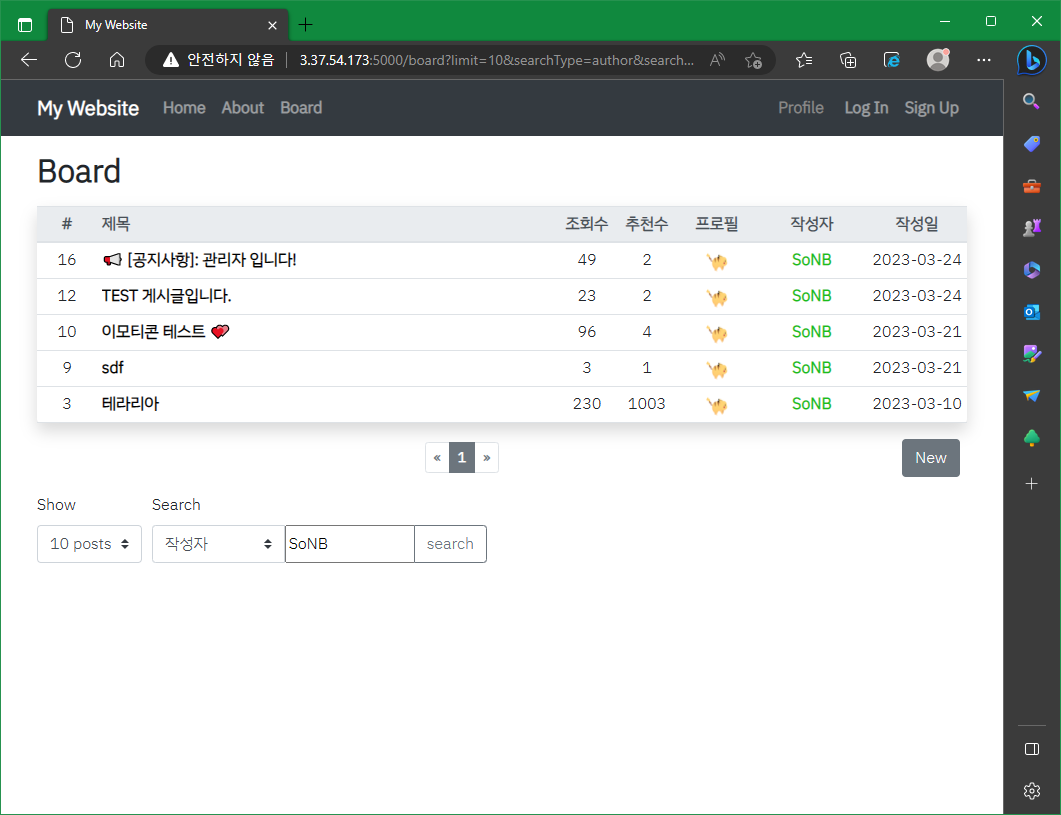 My Website
안전하지 않음 3.37.54.173:5000/board?limit=10&searchType=author&search...
My Website Home About Board Profile Log In Sign Up
Board
# 제목 조회수 추천수 프로필 작성자 작성일
16 [공지사항]: 관리자 입니다! 49 2 SoNB 2023-03-24
12 TEST 게시글입니다. 23 2 SoNB 2023-03-24
10 이모티콘 테스트 96 4 SoNB 2023-03-21
9 sdf 3 1 SoNB 2023-03-21
3 테라리아 230 1003 SoNB 2023-03-10
« 1 » New
Show Search
10 posts 작성자 SoNB search